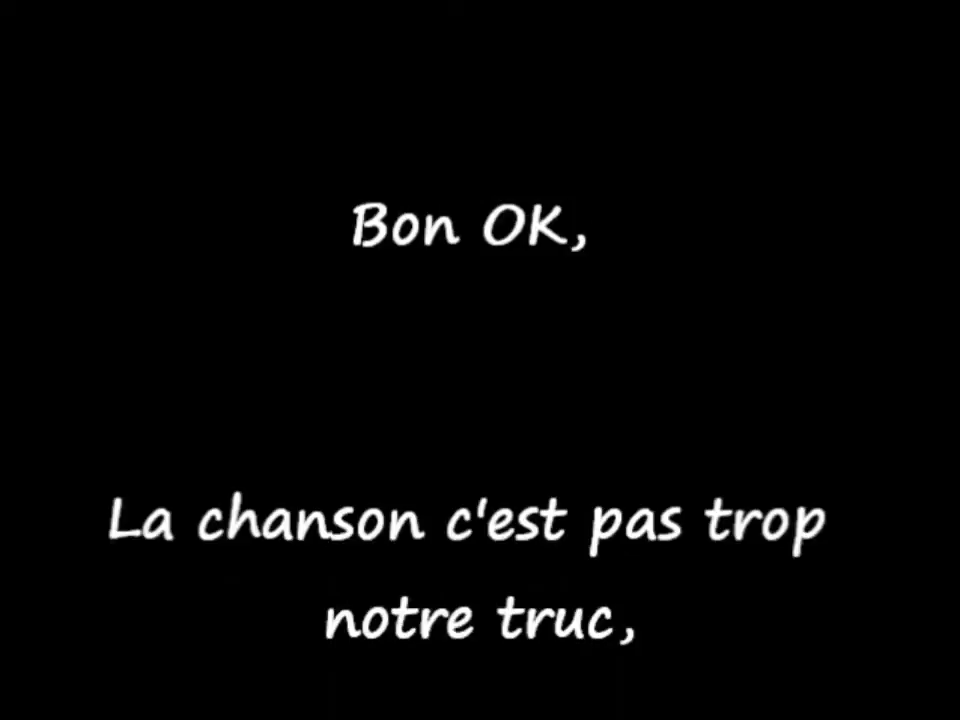 Bon OK,
La chanson c'est pas trop
notre truc,